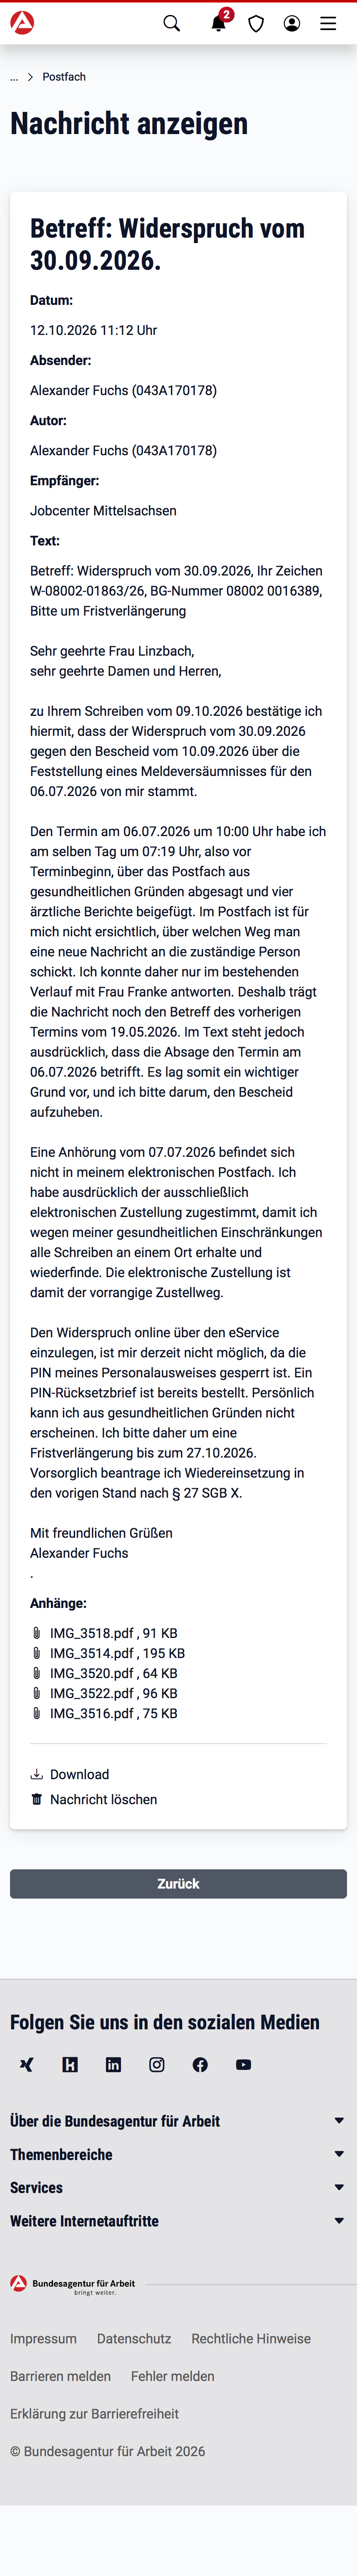 2
... > Postfach
Nachricht anzeigen
Betreff: Widerspruch vom
30.09.2026.
Datum:
12.10.2026 11:12 Uhr
Absender:
Alexander Fuchs (043A170178)
Autor:
Alexander Fuchs (043A170178)
Empfänger:
Jobcenter Mittelsachsen
Text:
Betreff: Widerspruch vom 30.09.2026, Ihr Zeichen
W-08002-01863/26, BG-Nummer 08002 0016389,
Bitte um Fristverlängerung
Sehr geehrte Frau Linzbach,
sehr geehrte Damen und Herren,
zu Ihrem Schreiben vom 09.10.2026 bestätige ich
hiermit, dass der Widerspruch vom 30.09.2026
gegen den Bescheid vom 10.09.2026 über die
Feststellung eines Meldeversäumnisses für den
06.07.2026 von mir stammt.
Den Termin am 06.07.2026 um 10:00 Uhr habe ich
am selben Tag um 07:19 Uhr, also vor
Terminbeginn, über das Postfach aus
gesundheitlichen Gründen abgesagt und vier
ärztliche Berichte beigefügt. Im Postfach ist für
mich nicht ersichtlich, über welchen Weg man
eine neue Nachricht an die zuständige Person
schickt. Ich konnte daher nur im bestehenden
Verlauf mit Frau Franke antworten. Deshalb trägt
die Nachricht noch den Betreff des vorherigen
Termins vom 19.05.2026. Im Text steht jedoch
ausdrücklich, dass die Absage den Termin am
06.07.2026 betrifft. Es lag somit ein wichtiger
Grund vor, und ich bitte darum, den Bescheid
aufzuheben.
Eine Anhörung vom 07.07.2026 befindet sich
nicht in meinem elektronischen Postfach. Ich
habe ausdrücklich der ausschließlich
elektronischen Zustellung zugestimmt, damit ich
wegen meiner gesundheitlichen Einschränkungen
alle Schreiben an einem Ort erhalte und
wiederfinde. Die elektronische Zustellung ist
damit der vorrangige Zustellweg.
Den Widerspruch online über den eService
einzulegen, ist mir derzeit nicht möglich, da die
PIN meines Personalausweises gesperrt ist. Ein
PIN-Rücksetzbrief ist bereits bestellt. Persönlich
kann ich aus gesundheitlichen Gründen nicht
erscheinen. Ich bitte daher um eine
Fristverlängerung bis zum 27.10.2026.
Vorsorglich beantrage ich Wiedereinsetzung in
den vorigen Stand nach § 27 SGB X.
Mit freundlichen Grüßen
Alexander Fuchs
.
Anhänge:
IMG_3518.pdf , 91 KB
IMG_3514.pdf , 195 KB
IMG_3520.pdf , 64 KB
IMG_3522.pdf , 96 KB
IMG_3516.pdf , 75 KB
Download
Nachricht löschen
Zurück
Folgen Sie uns in den sozialen Medien
Über die Bundesagentur für Arbeit
Themenbereiche
Services
Weitere Internetauftritte
Bundesagentur für Arbeit
bringt weiter.
Impressum Datenschutz Rechtliche Hinweise
Barrieren melden Fehler melden
Erklärung zur Barrierefreiheit
© Bundesagentur für Arbeit 2026